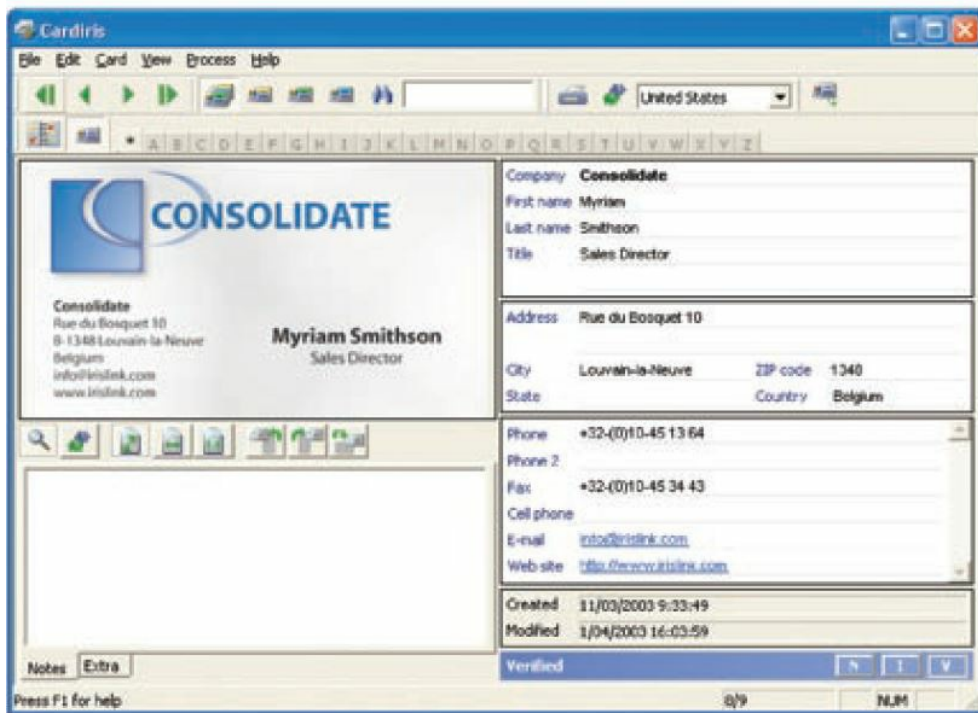 Cardiris
File Edit Card View Process Help
United States
* A B C D E F G H I J K L M N O P Q R S T U V W X Y Z
CONSOLIDATE
Consolidate
Rue du Bosquet 10
B-1348 Louvain-la-Neuve
Belgium
info@irislink.com
www.irislink.com
Myriam Smithson
Sales Director
Company Consolidate
First name Myriam
Last name Smithson
Title Sales Director
Address Rue du Bosquet 10
City Louvain-la-Neuve ZIP code 1348
State Country Belgium
Phone +32-(0)10-45 13 64
Phone 2
Fax +32-(0)10-45 34 43
Cell phone
E-mail info@irislink.com
Web site http://www.irislink.com
Created 11/03/2003 9:33:49
Modified 1/04/2003 16:03:59
Notes Extra
Verified N I V
Press F1 for help 8/9 NUM